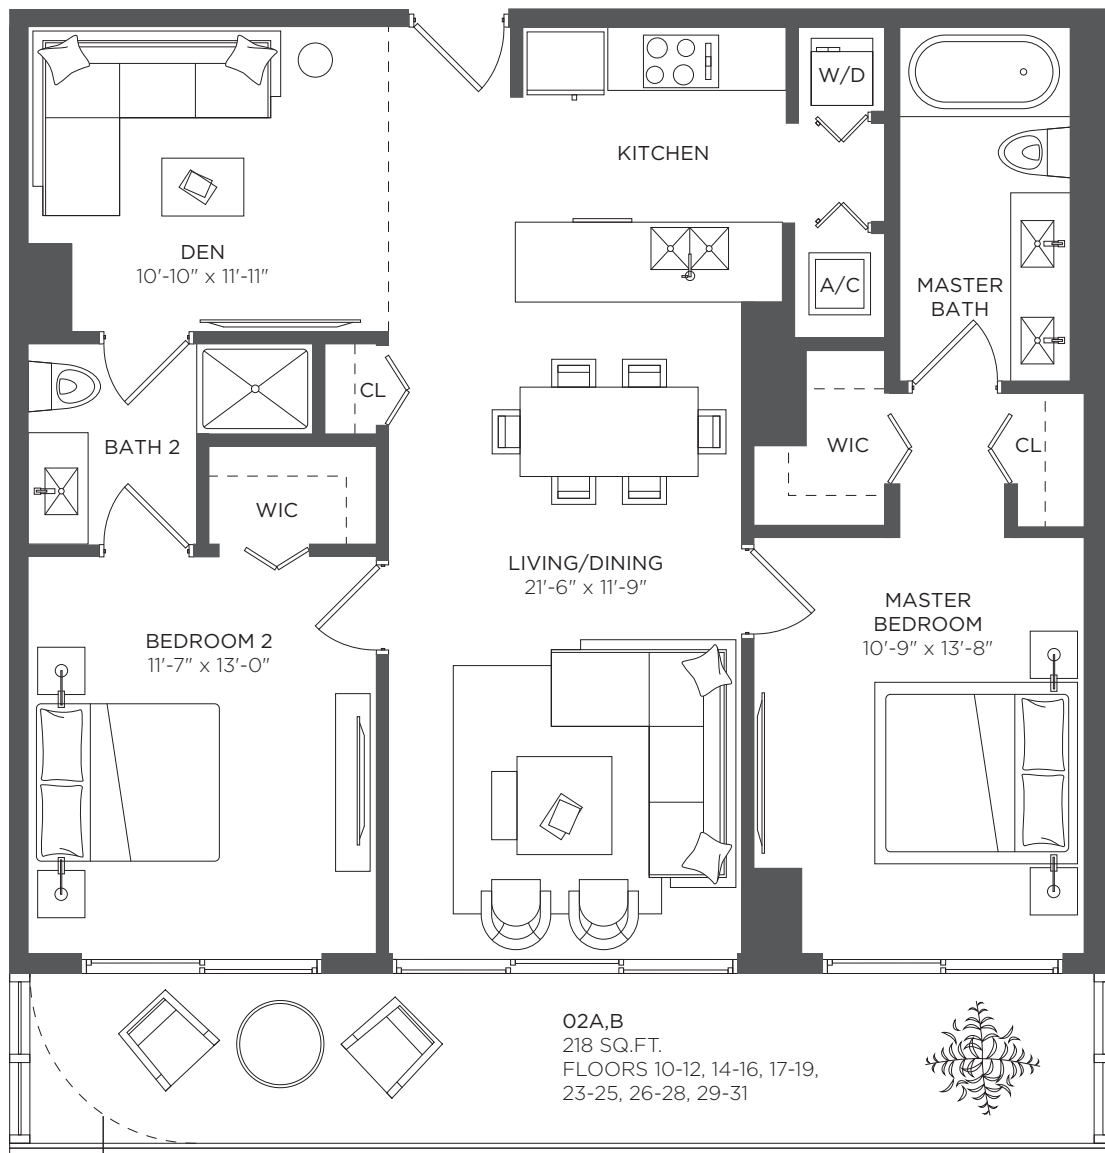 W/D
KITCHEN
DEN
10'-10" x 11'-11"
A/C
MASTER
BATH
CL
BATH 2
WIC
CL
WIC
LIVING/DINING
21'-6" x 11'-9"
MASTER
BEDROOM
10'-9" x 13'-8"
BEDROOM 2
11'-7" x 13'-0"
02A,B
218 SQ.FT.
FLOORS 10-12, 14-16, 17-19,
23-25, 26-28, 29-31